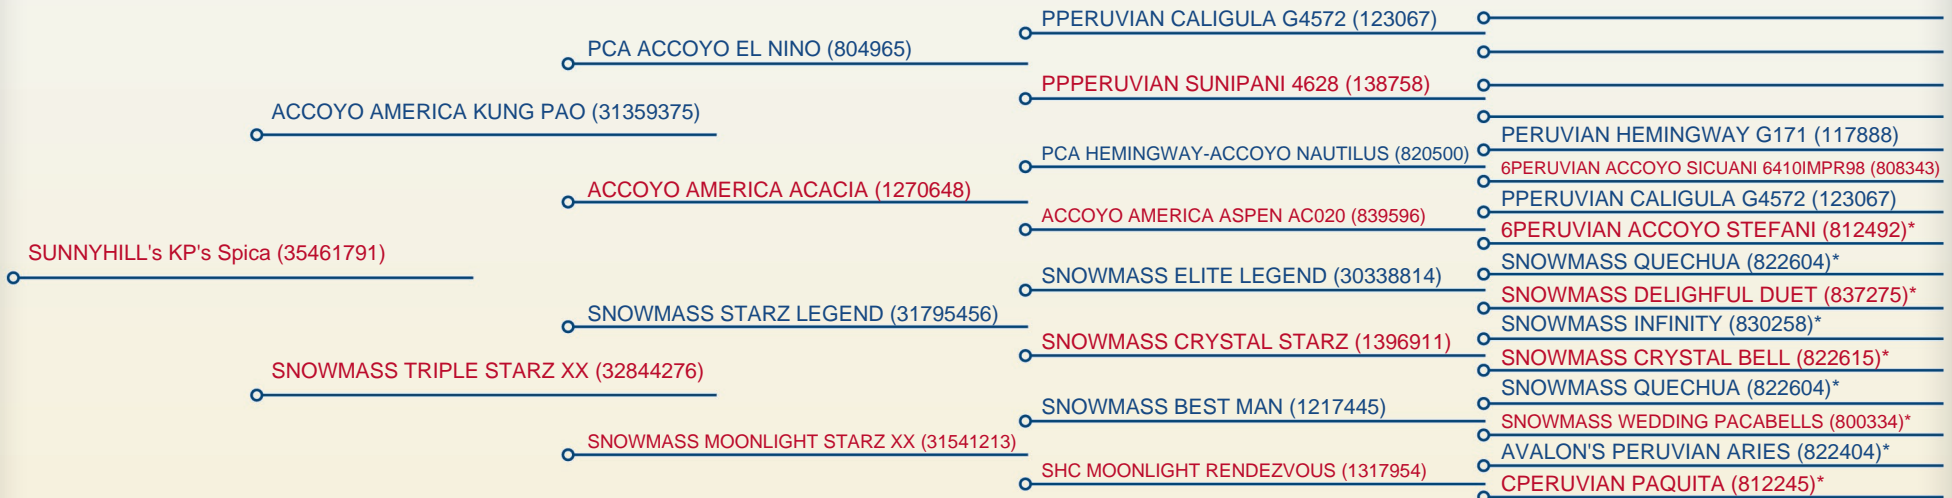 PPERUVIAN CALIGULA G4572 (123067)
PCA ACCOYO EL NINO (804965)
PPPERUVIAN SUNIPANI 4628 (138758)
ACCOYO AMERICA KUNG PAO (31359375)
PERUVIAN HEMINGWAY G171 (117888)
PCA HEMINGWAY-ACCOYO NAUTILUS (820500)
6PERUVIAN ACCOYO SICUANI 6410IMPR98 (808343)
ACCOYO AMERICA ACACIA (1270648)
PPERUVIAN CALIGULA G4572 (123067)
ACCOYO AMERICA ASPEN AC020 (839596)
6PERUVIAN ACCOYO STEFANI (812492)*
SUNNYHILL's KP's Spica (35461791)
SNOWMASS QUECHUA (822604)*
SNOWMASS ELITE LEGEND (30338814)
SNOWMASS DELIGHFUL DUET (837275)*
SNOWMASS STARZ LEGEND (31795456)
SNOWMASS INFINITY (830258)*
SNOWMASS CRYSTAL STARZ (1396911)
SNOWMASS CRYSTAL BELL (822615)*
SNOWMASS TRIPLE STARZ XX (32844276)
SNOWMASS QUECHUA (822604)*
SNOWMASS BEST MAN (1217445)
SNOWMASS WEDDING PACABELLS (800334)*
SNOWMASS MOONLIGHT STARZ XX (31541213)
AVALON'S PERUVIAN ARIES (822404)*
SHC MOONLIGHT RENDEZVOUS (1317954)
CPERUVIAN PAQUITA (812245)*